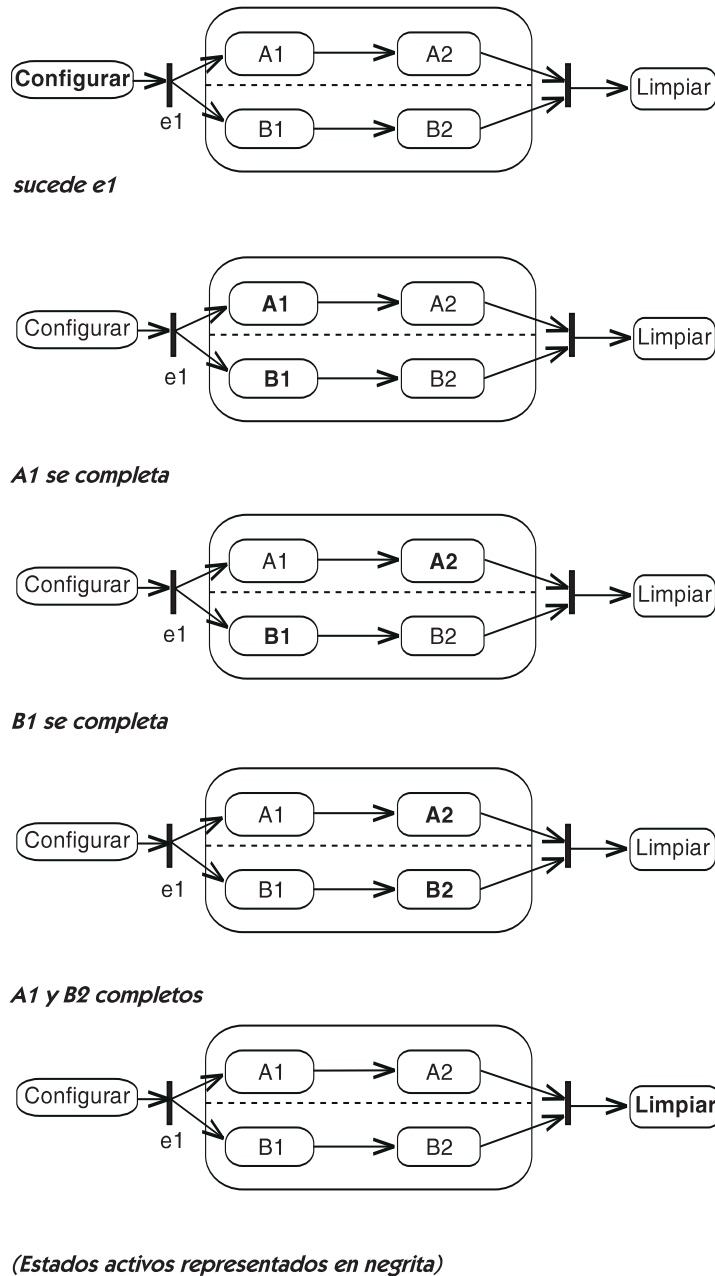 A1 A2
Configurar Limpiar
e1 B1 B2
sucede e1
A1 A2
Configurar Limpiar
e1 B1 B2
A1 se completa
A1 A2
Configurar Limpiar
e1 B1 B2
B1 se completa
A1 A2
Configurar Limpiar
e1 B1 B2
A1 y B2 completos
A1 A2
Configurar Limpiar
e1 B1 B2
(Estados activos representados en negrita)